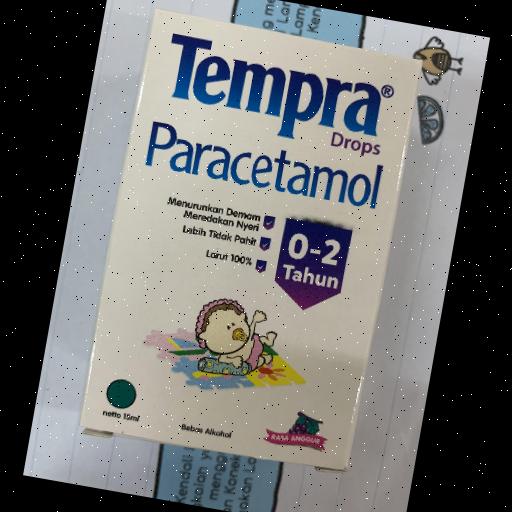 Tempra®
Drops
Paracetamol
Menurunkan Demam
Meredakan Nyeri
Lebih Tidak Pahit
Larut 100%
0-2
Tahun
netto 15ml
Bebas Alkohol
RASA ANGGUR